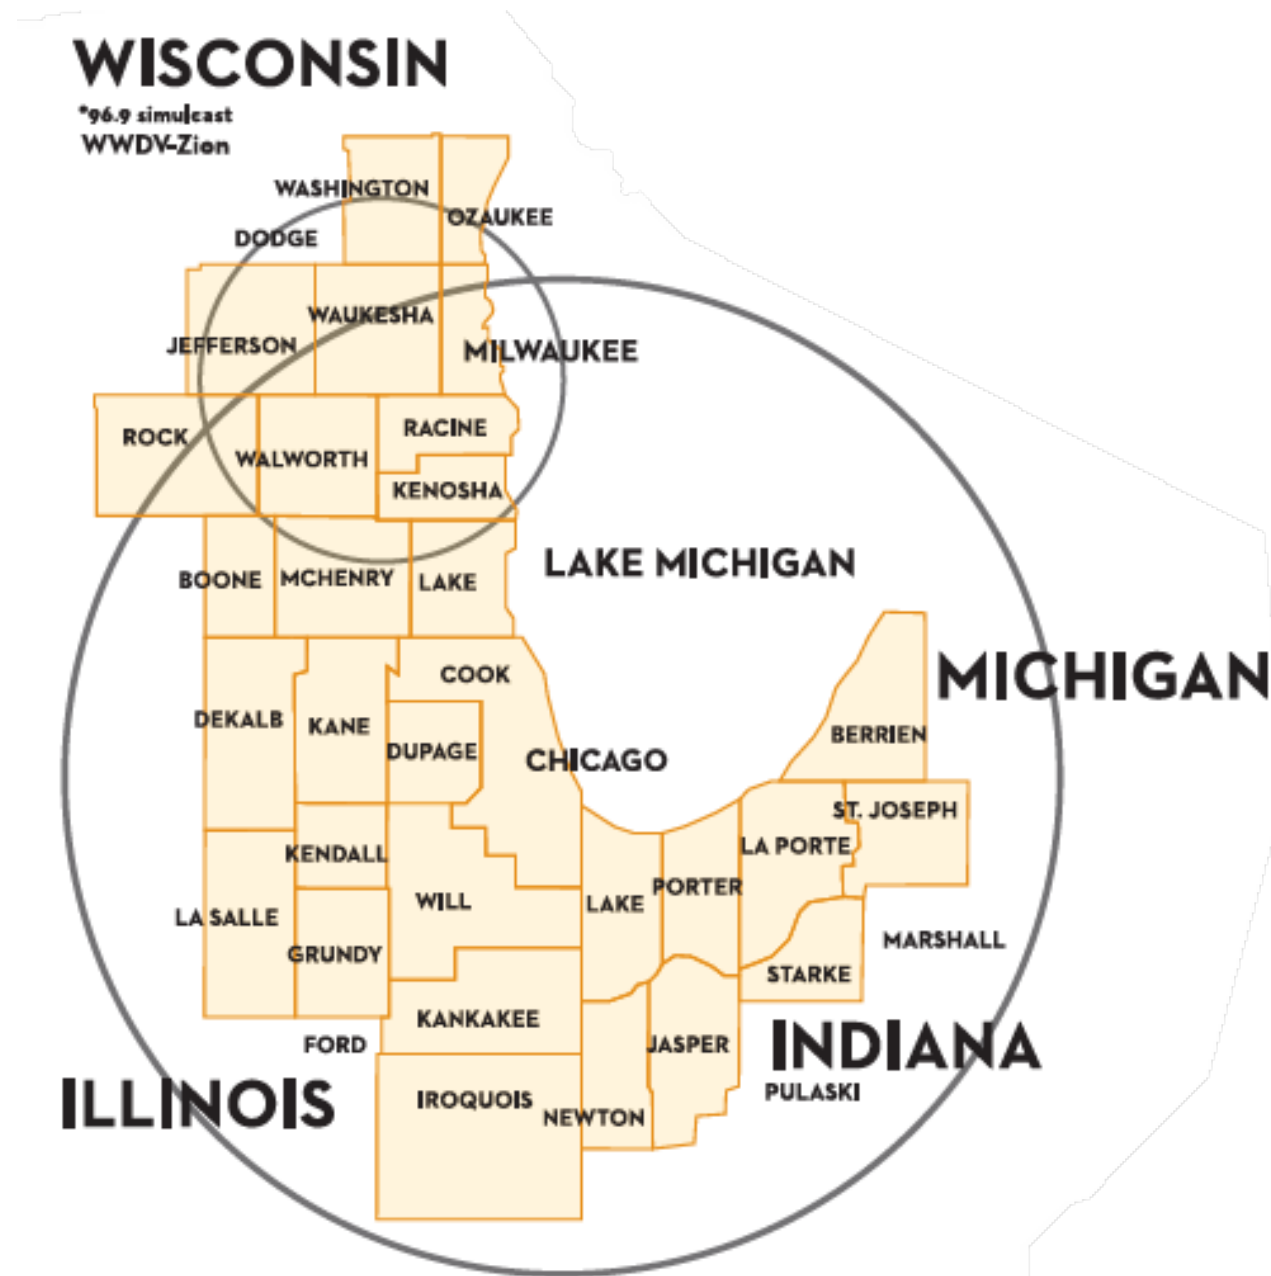 WISCONSIN
*96.9 simulcast
WWDV-Zion
WASHINGTON
OZAUKEE
DODGE
WAUKESHA
JEFFERSON
MILWAUKEE
ROCK
RACINE
WALWORTH
KENOSHA
LAKE MICHIGAN
BOONE
MCHENRY
LAKE
COOK
MICHIGAN
DEKALB
KANE
BERRIEN
DUPAGE
CHICAGO
ST. JOSEPH
LA PORTE
KENDALL
PORTER
WILL
LAKE
LA SALLE
MARSHALL
GRUNDY
STARKE
KANKAKEE
FORD
JASPER
INDIANA
PULASKI
ILLINOIS
IROQUOIS
NEWTON